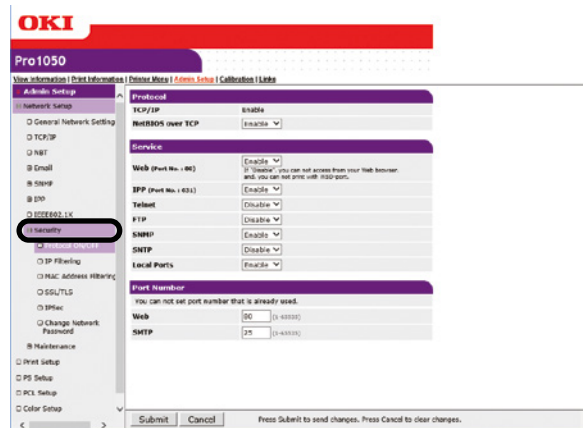 OKI
Pro1050
View Information | Print Information | Printer Menu | Admin Setup | Calibration | Links
Admin Setup
Network Setup
General Network Setting
TCP/IP
NBT
Email
SNMP
IPP
IEEE802.1X
Security
Protocol ON/OFF
IP Filtering
MAC Address Filtering
SSL/TLS
IPSec
Change Network
Password
Maintenance
Print Setup
PS Setup
PCL Setup
Color Setup
Protocol
TCP/IP Enable
NetBIOS over TCP Enable
Service
Web (Port No. : 80) Enable
If "Disable", you can not access from your Web browser.
and, you can not print with WSD-port.
IPP (Port No. : 631) Enable
Telnet Disable
FTP Disable
SNMP Enable
SNTP Disable
Local Ports Enable
Port Number
You can not set port number that is already used.
Web 80 (1-65535)
SMTP 25 (1-65535)
Submit Cancel Press Submit to send changes. Press Cancel to clear changes.